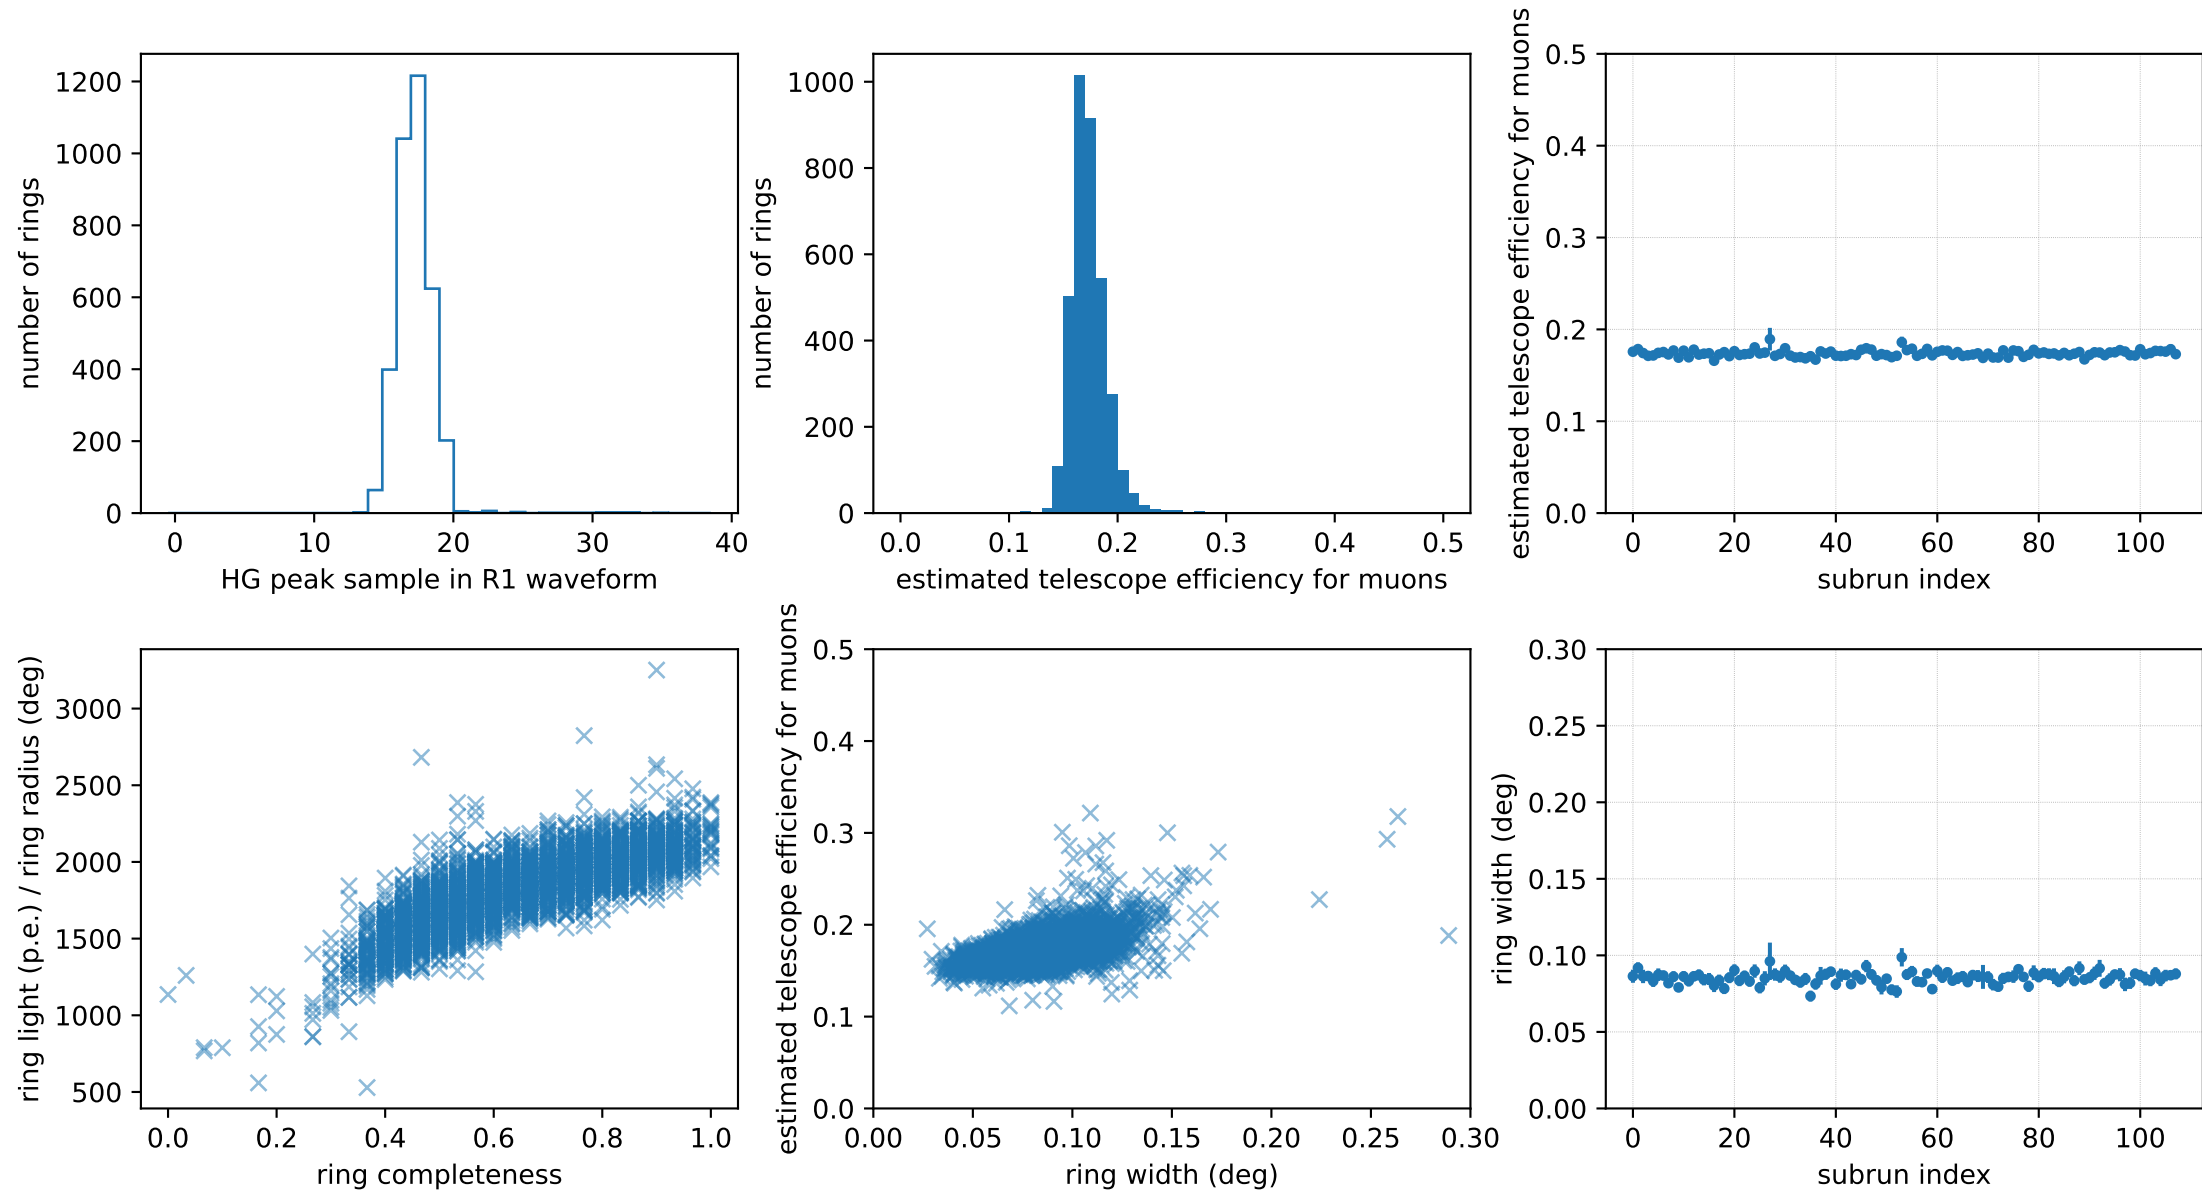 number of rings
1200
1000
800
600
400
200
0
0 10 20 30 40
HG peak sample in R1 waveform
number of rings
1000
800
600
400
200
0
0.0 0.1 0.2 0.3 0.4 0.5
estimated telescope efficiency for muons
estimated telescope efficiency for muons
0.5
0.4
0.3
0.2
0.1
0.0
0 20 40 60 80 100
subrun index
ring light (p.e.) / ring radius (deg)
3000
2500
2000
1500
1000
500
0.0 0.2 0.4 0.6 0.8 1.0
ring completeness
estimated telescope efficiency for muons
0.5
0.4
0.3
0.2
0.1
0.0
0.00 0.05 0.10 0.15 0.20 0.25 0.30
ring width (deg)
ring width (deg)
0.30
0.25
0.20
0.15
0.10
0.05
0.00
0 20 40 60 80 100
subrun index